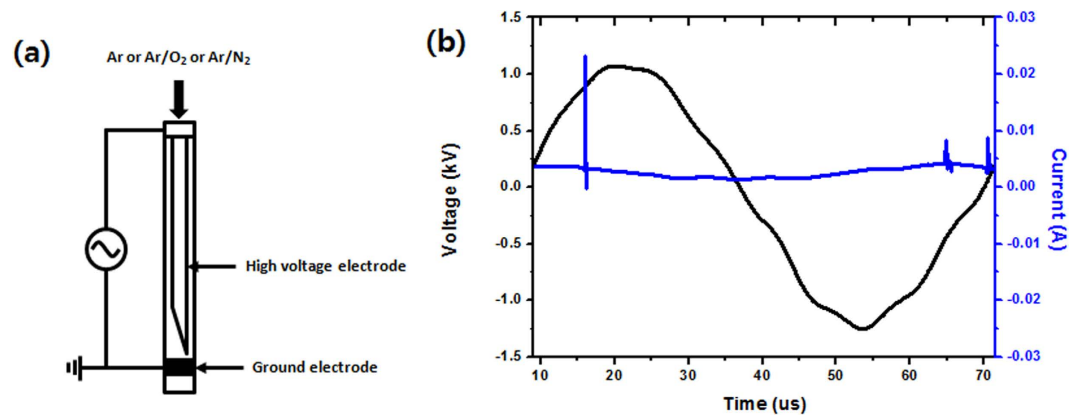 (a)
Ar or Ar/O₂ or Ar/N₂
High voltage electrode
Ground electrode
(b)
Voltage (kV)
1.5
1.0
0.5
0.0
-0.5
-1.0
-1.5
10 20 30 40 50 60 70
Time (us)
0.03
0.02
0.01
0.00
-0.01
-0.02
-0.03
Current (A)